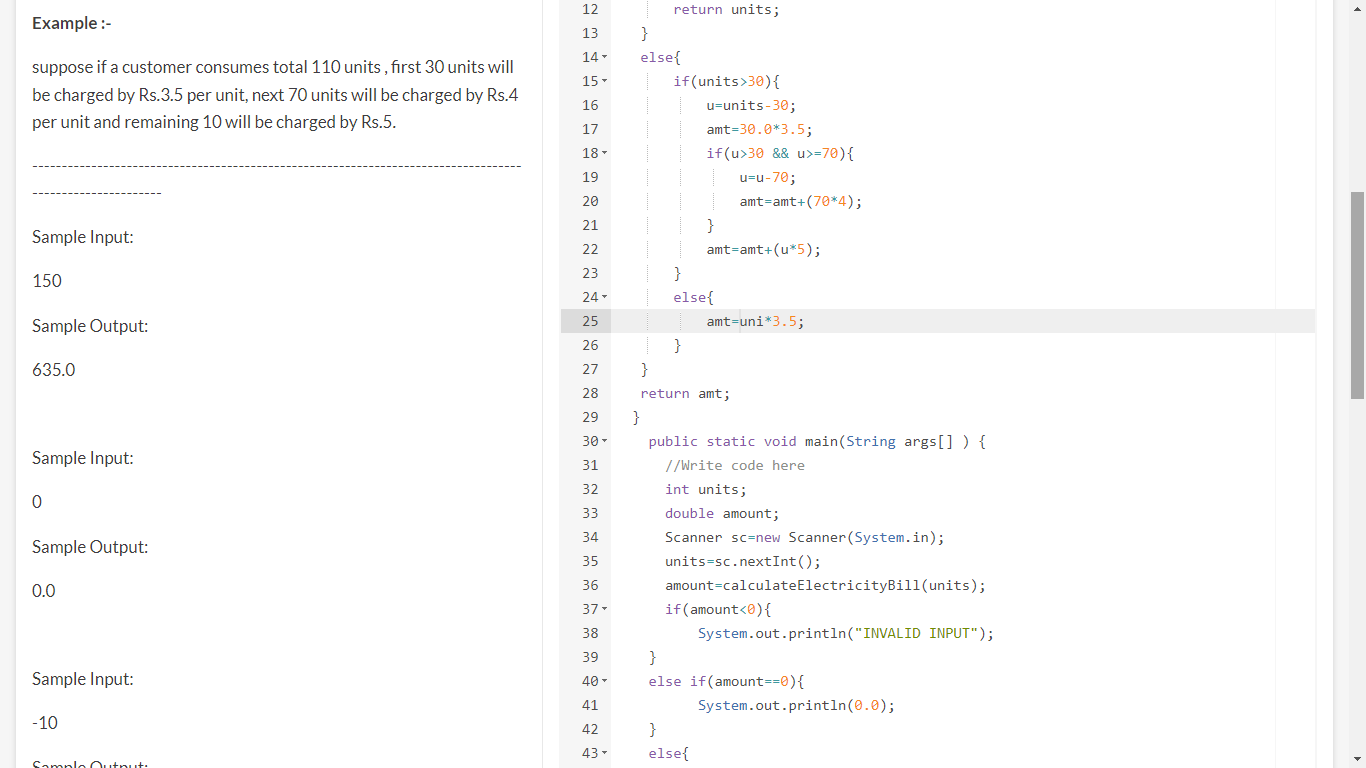 Example :-
suppose if a customer consumes total 110 units , first 30 units will
be charged by Rs.3.5 per unit, next 70 units will be charged by Rs.4
per unit and remaining 10 will be charged by Rs.5.
-----------------------------------------------------------------------------------
----------------------
Sample Input:
150
Sample Output:
635.0
Sample Input:
0
Sample Output:
0.0
Sample Input:
-10
Sample Output:
12 return units;
13 }
14 else{
15 if(units>30){
16 u=units-30;
17 amt=30.0*3.5;
18 if(u>30 && u>=70){
19 u=u-70;
20 amt=amt+(70*4);
21 }
22 amt=amt+(u*5);
23 }
24 else{
25 amt=uni*3.5;
26 }
27 }
28 return amt;
29 }
30 public static void main(String args[] ) {
31 //Write code here
32 int units;
33 double amount;
34 Scanner sc=new Scanner(System.in);
35 units=sc.nextInt();
36 amount=calculateElectricityBill(units);
37 if(amount<0){
38 System.out.println("INVALID INPUT");
39 }
40 else if(amount==0){
41 System.out.println(0.0);
42 }
43 else{